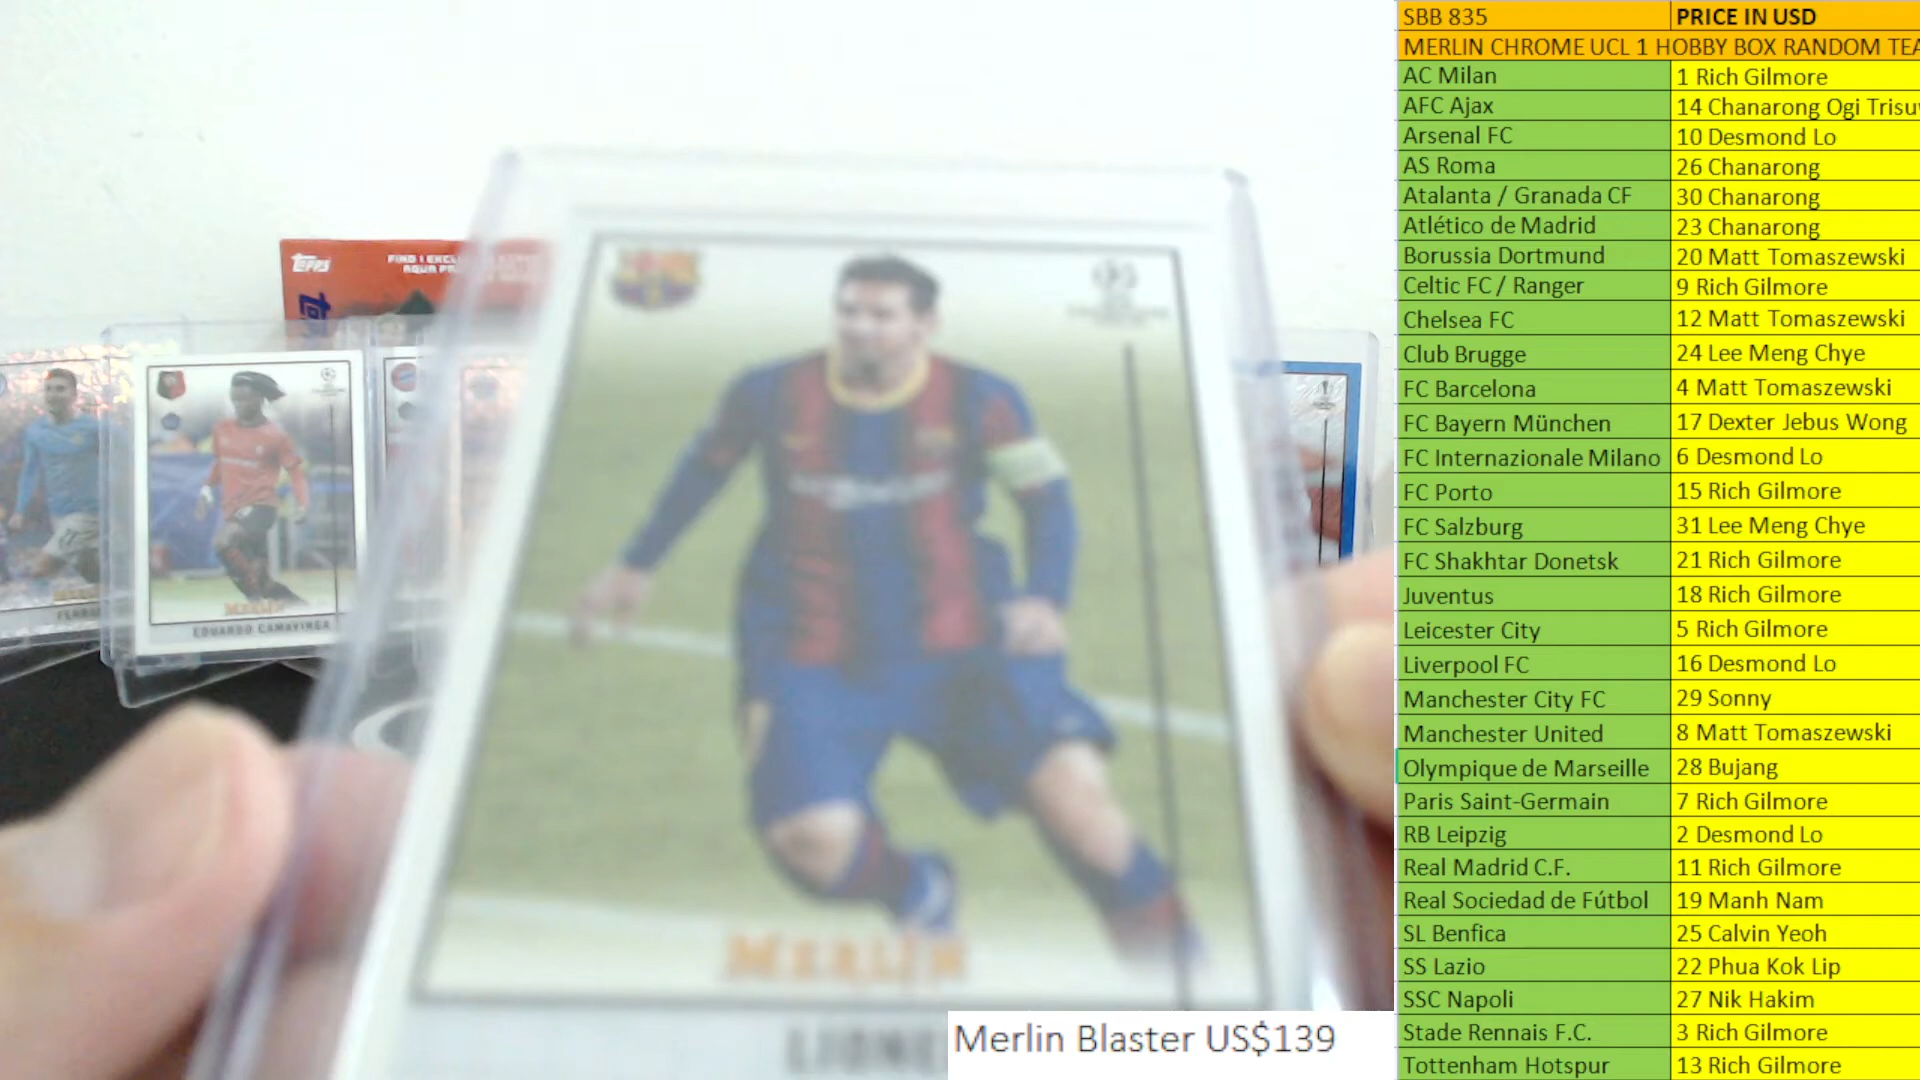 Topps
FIND 1 EXCL
AQUA PA
EDUARDO CAMAVINGA
MERLIN
MERLIN
LIONE
Merlin Blaster US$139
SBB 835 PRICE IN USD
MERLIN CHROME UCL 1 HOBBY BOX RANDOM TEA
AC Milan 1 Rich Gilmore
AFC Ajax 14 Chanarong Ogi Trisuw
Arsenal FC 10 Desmond Lo
AS Roma 26 Chanarong
Atalanta / Granada CF 30 Chanarong
Atlético de Madrid 23 Chanarong
Borussia Dortmund 20 Matt Tomaszewski
Celtic FC / Ranger 9 Rich Gilmore
Chelsea FC 12 Matt Tomaszewski
Club Brugge 24 Lee Meng Chye
FC Barcelona 4 Matt Tomaszewski
FC Bayern München 17 Dexter Jebus Wong
FC Internazionale Milano 6 Desmond Lo
FC Porto 15 Rich Gilmore
FC Salzburg 31 Lee Meng Chye
FC Shakhtar Donetsk 21 Rich Gilmore
Juventus 18 Rich Gilmore
Leicester City 5 Rich Gilmore
Liverpool FC 16 Desmond Lo
Manchester City FC 29 Sonny
Manchester United 8 Matt Tomaszewski
Olympique de Marseille 28 Bujang
Paris Saint-Germain 7 Rich Gilmore
RB Leipzig 2 Desmond Lo
Real Madrid C.F. 11 Rich Gilmore
Real Sociedad de Fútbol 19 Manh Nam
SL Benfica 25 Calvin Yeoh
SS Lazio 22 Phua Kok Lip
SSC Napoli 27 Nik Hakim
Stade Rennais F.C. 3 Rich Gilmore
Tottenham Hotspur 13 Rich Gilmore